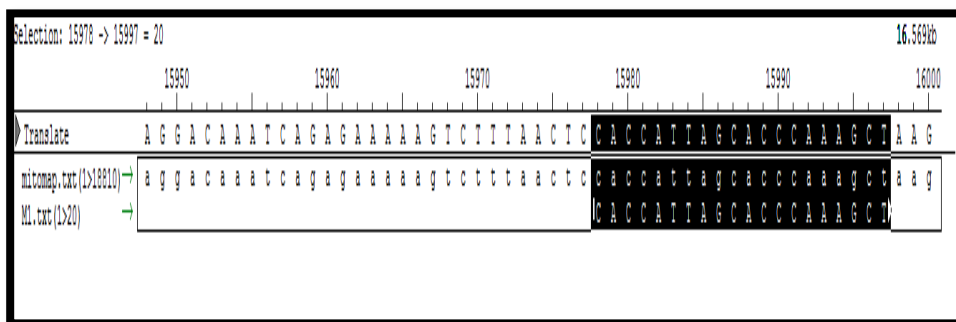 Selection: 15978 -> 15997 = 20 16.569kb
15950 15960 15970 15980 15990 16000
Translate A G G A C A A A T C A G A G A A A A A G T C T T T A A C T C C A C C A T T A G C A C C C A A A G C T A A G
mitomap.txt(1>18810) → a g g a c a a a t c a g a g a a a a a g t c t t t a a c t c c a c c a t t a g c a c c c a a a g c t a a g
M1.txt(1>20) → C A C C A T T A G C A C C C A A A G C T